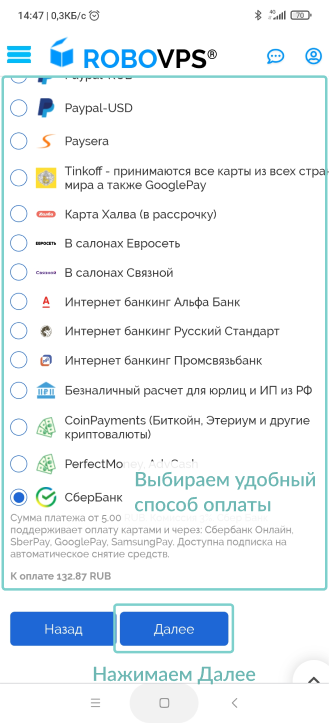 14:47 | 0,3КБ/с
4G
70
ROBOVPS®
Paypal-RUB
Paypal-USD
Paysera
Tinkoff - принимаются все карты из всех стра
мира а также GooglePay
Карта Халва (в рассрочку)
В салонах Евросеть
В салонах Связной
Интернет банкинг Альфа Банк
Интернет банкинг Русский Стандарт
Интернет банкинг Промсвязьбанк
Безналичный расчет для юрлиц и ИП из РФ
CoinPayments (Биткойн, Этериум и другие
криптовалюты)
PerfectMoney, AdvCash
Выбираем удобный
СберБанк
способ оплаты
Сумма платежа от 5.00
поддерживает оплату картами и через: Сбербанк Онлайн,
SberPay, GooglePay, SamsungPay. Доступна подписка на
автоматическое снятие средств.
К оплате 132.87 RUB
Назад
Далее
Нажимаем Далее